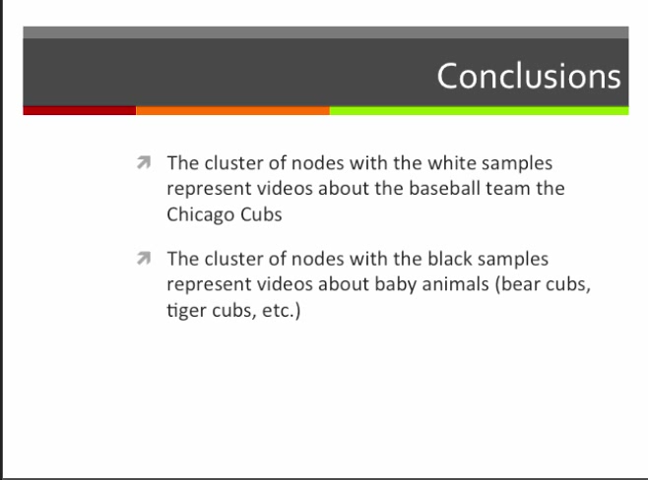 Conclusions
The cluster of nodes with the white samples
represent videos about the baseball team the
Chicago Cubs
The cluster of nodes with the black samples
represent videos about baby animals (bear cubs,
tiger cubs, etc.)